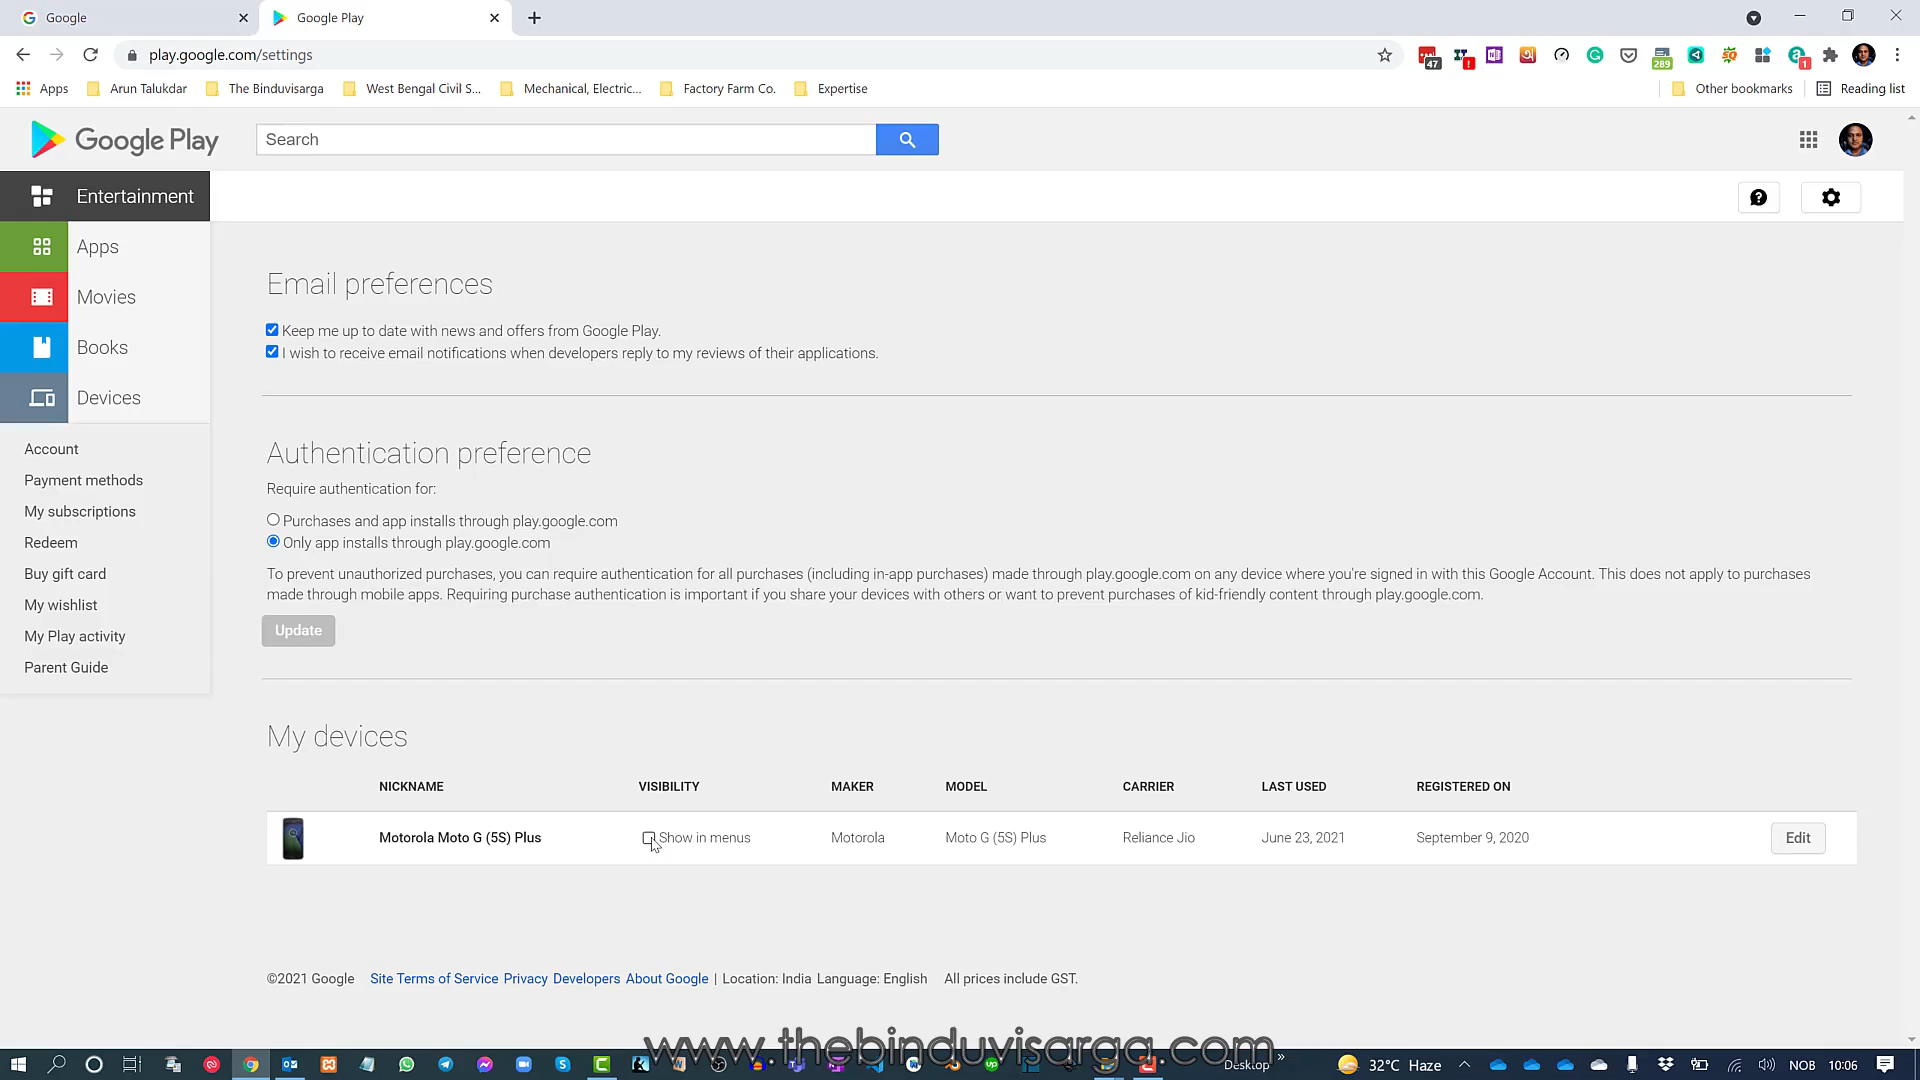 Google
Google Play
play.google.com/settings
47
!
289
1
Apps
Arun Talukdar
The Binduvisarga
West Bengal Civil S...
Mechanical, Electric...
Factory Farm Co.
Expertise
Other bookmarks
Reading list
Google Play
Search
Entertainment
Apps
Movies
Books
Devices
Account
Payment methods
My subscriptions
Redeem
Buy gift card
My wishlist
My Play activity
Parent Guide
Email preferences
Keep me up to date with news and offers from Google Play.
I wish to receive email notifications when developers reply to my reviews of their applications.
Authentication preference
Require authentication for:
Purchases and app installs through play.google.com
Only app installs through play.google.com
To prevent unauthorized purchases, you can require authentication for all purchases (including in-app purchases) made through play.google.com on any device where you're signed in with this Google Account. This does not apply to purchases
made through mobile apps. Requiring purchase authentication is important if you share your devices with others or want to prevent purchases of kid-friendly content through play.google.com.
Update
My devices
NICKNAME VISIBILITY MAKER MODEL CARRIER LAST USED REGISTERED ON
Motorola Moto G (5S) Plus Show in menus Motorola Moto G (5S) Plus Reliance Jio June 23, 2021 September 9, 2020 Edit
©2021 Google Site Terms of Service Privacy Developers About Google | Location: India Language: English All prices include GST.
www.thebinduvisarga.com
Desktop
32°C Haze
NOB
10:06